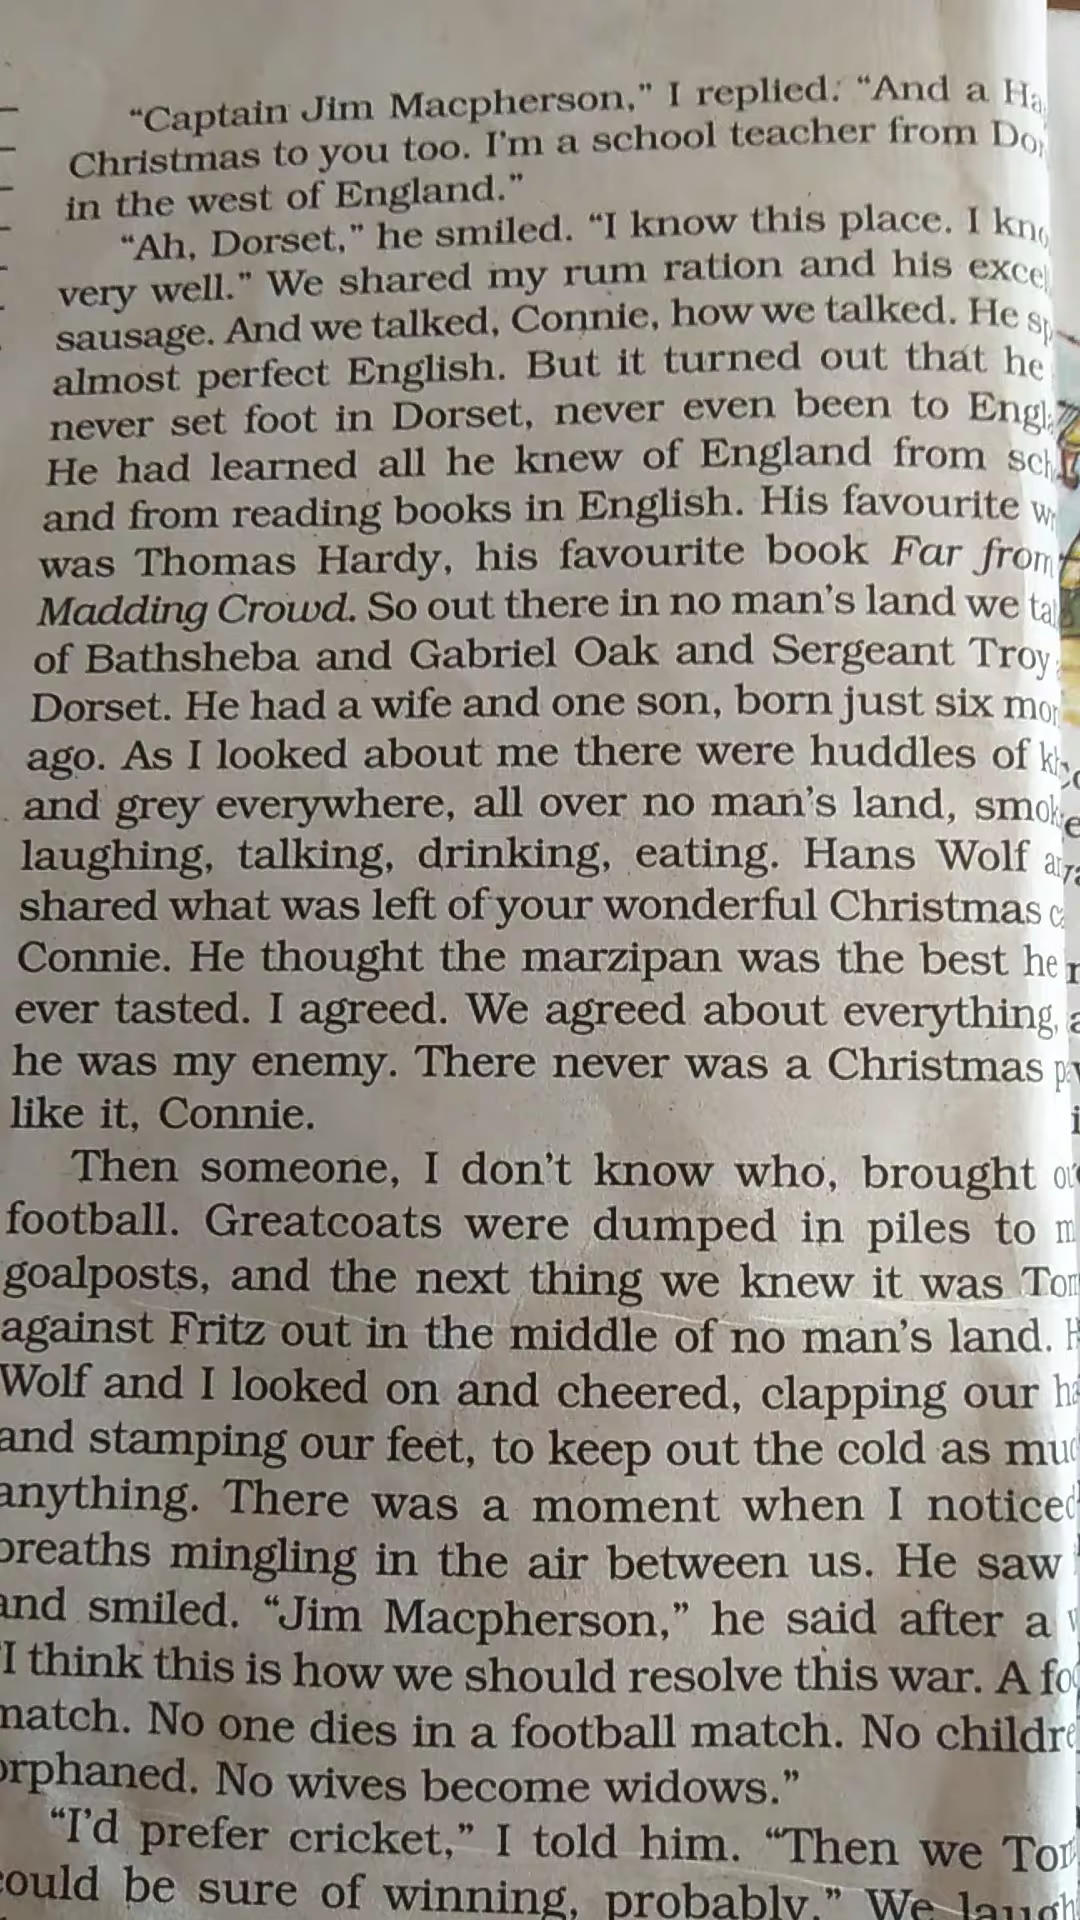 “Captain Jim Macpherson,” I replied. “And a
Christmas to you too. I'm a school teacher from
in the west of England.”
“Ah, Dorset,” he smiled. “I know this place. I
very well.” We shared my rum ration and his
sausage. And we talked, Connie, how we talked. He
almost perfect English. But it turned out that he
never set foot in Dorset, never even been to
He had learned all he knew of England from
and from reading books in English. His favourite
was Thomas Hardy, his favourite book Far from
Madding Crowd. So out there in no man’s land we
of Bathsheba and Gabriel Oak and Sergeant Troy
Dorset. He had a wife and one son, born just six
ago. As I looked about me there were huddles of
and grey everywhere, all over no man’s land,
laughing, talking, drinking, eating. Hans Wolf
shared what was left of your wonderful Christmas
Connie. He thought the marzipan was the best he
ever tasted. I agreed. We agreed about everything,
he was my enemy. There never was a Christmas
like it, Connie.
Then someone, I don’t know who, brought
football. Greatcoats were dumped in piles to
goalposts, and the next thing we knew it was
against Fritz out in the middle of no man’s land.
Wolf and I looked on and cheered, clapping our
and stamping our feet, to keep out the cold as
anything. There was a moment when I noticed
breaths mingling in the air between us. He saw
and smiled. “Jim Macpherson,” he said after a
“I think this is how we should resolve this war. A
match. No one dies in a football match. No
orphaned. No wives become widows.”
“I’d prefer cricket,” I told him. “Then we
could be sure of winning, probably.” We